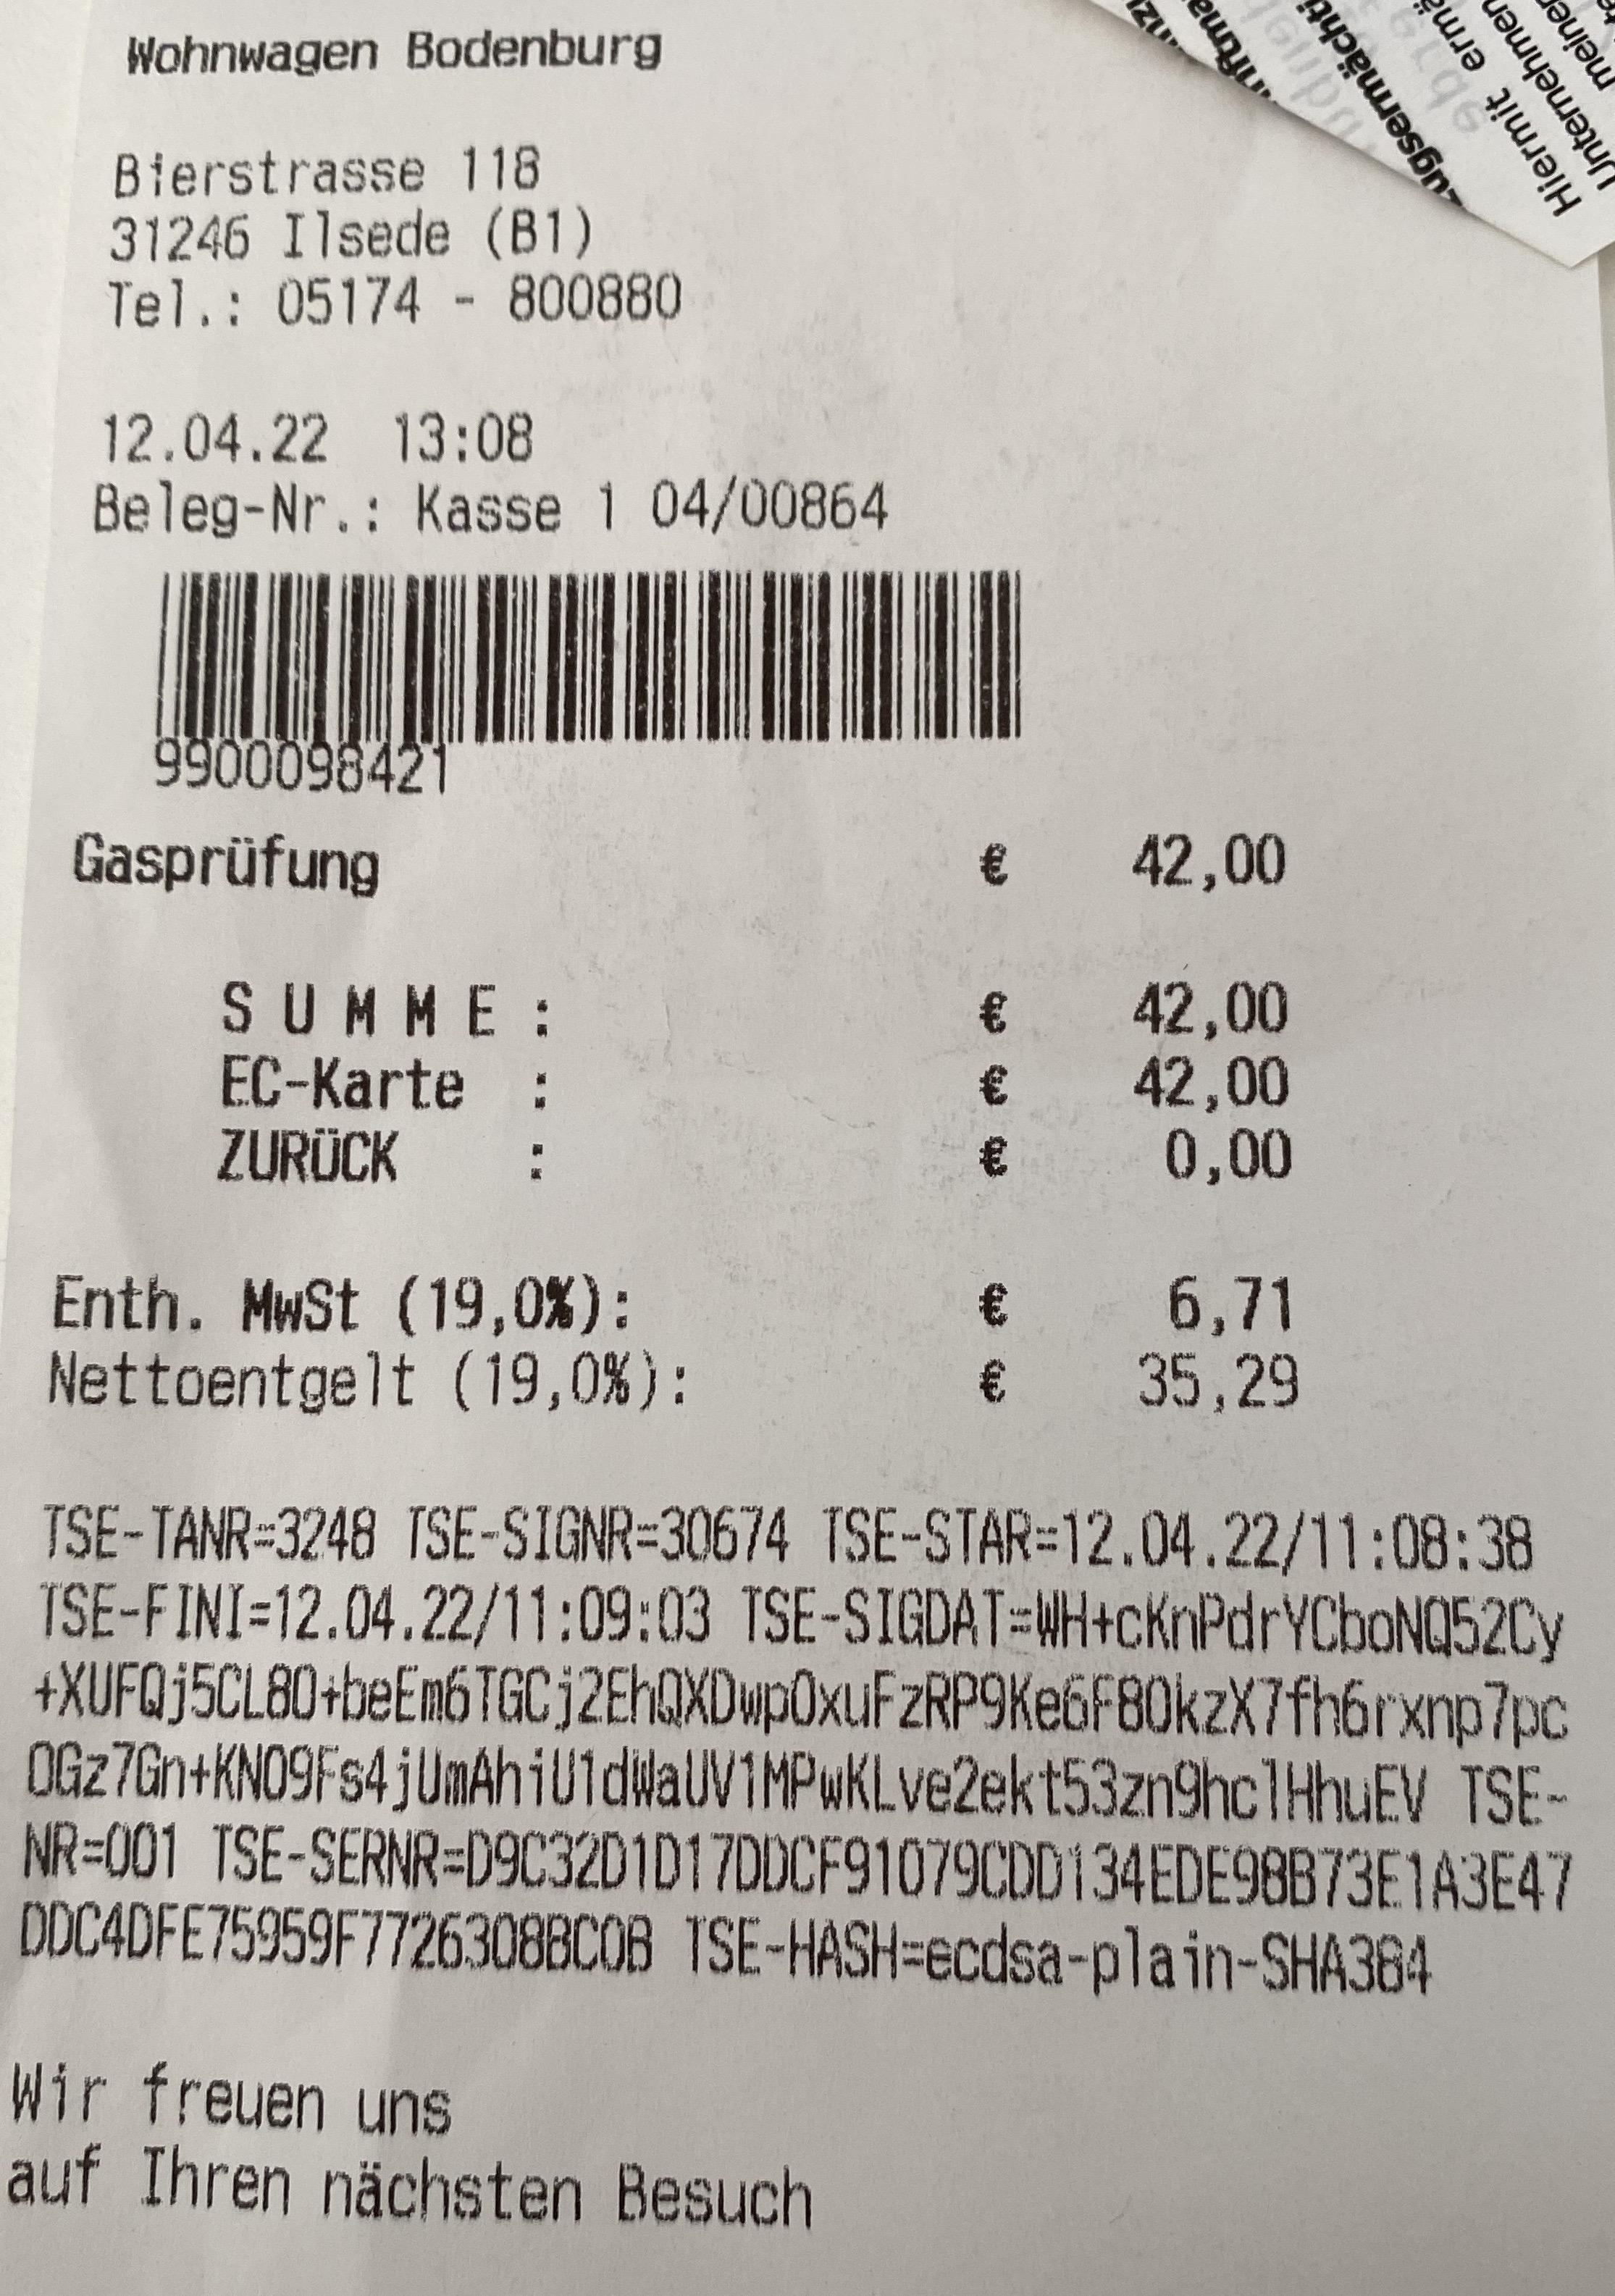 Wohnwagen Bodenburg
Bierstrasse 118
31246 Ilsede (B1)
Tel.: 05174 - 800880
12.04.22 13:08
Beleg-Nr.: Kasse 1 04/00864
9900098421
Gasprüfung € 42,00
S U M M E : € 42,00
EC-Karte : € 42,00
ZURÜCK : € 0,00
Enth. MwSt (19,0%): € 6,71
Nettoentgelt (19,0%): € 35,29
TSE-TANR=3248 TSE-SIGNR=30674 TSE-STAR=12.04.22/11:08:38
TSE-FINI=12.04.22/11:09:03 TSE-SIGDAT=WH+cKnPdrYCboNQ52Cy
+XUFQj5CL80+beEm6TGCj2EhQXDwpOxuFzRP9Ke6F80kzX7fh6rxnp7pc
OGz7Gn+KN09Fs4jUmAhiU1dWaUV1MPwKLve2ekt53zn9hclHhuEV TSE-
NR=001 TSE-SERNR=D9C32D1D17DDCF91079CDD134EDE98B73E1A3E47
DDC4DFE75959F7726308BC0B TSE-HASH=ecdsa-plain-SHA384
Wir freuen uns
auf Ihren nächsten Besuch
Hiermit ermä
Unternehmen